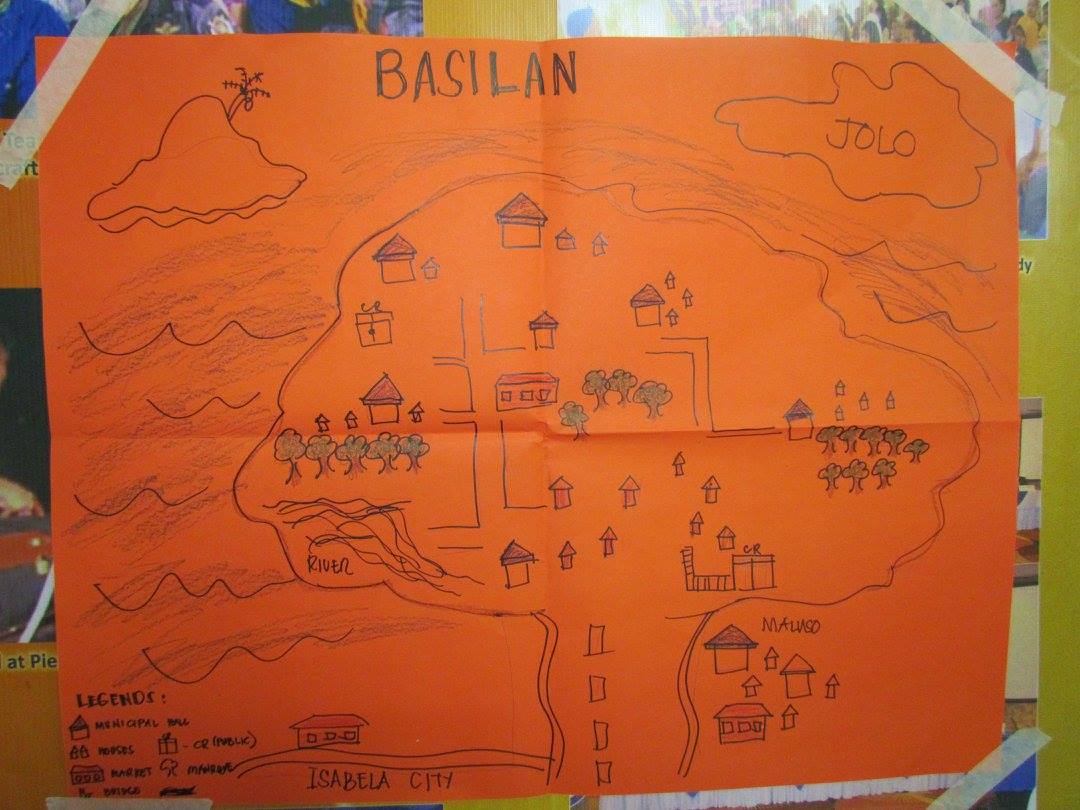 BASILAN
JOLO
CR
RIVER
CR
MALUSO
LEGENDS:
MUNICIPAL HALL
HOUSES
- CR (PUBLIC)
MARKET
BRIDGE
ISABELA CITY
Tea
craft
dy
l at Pie